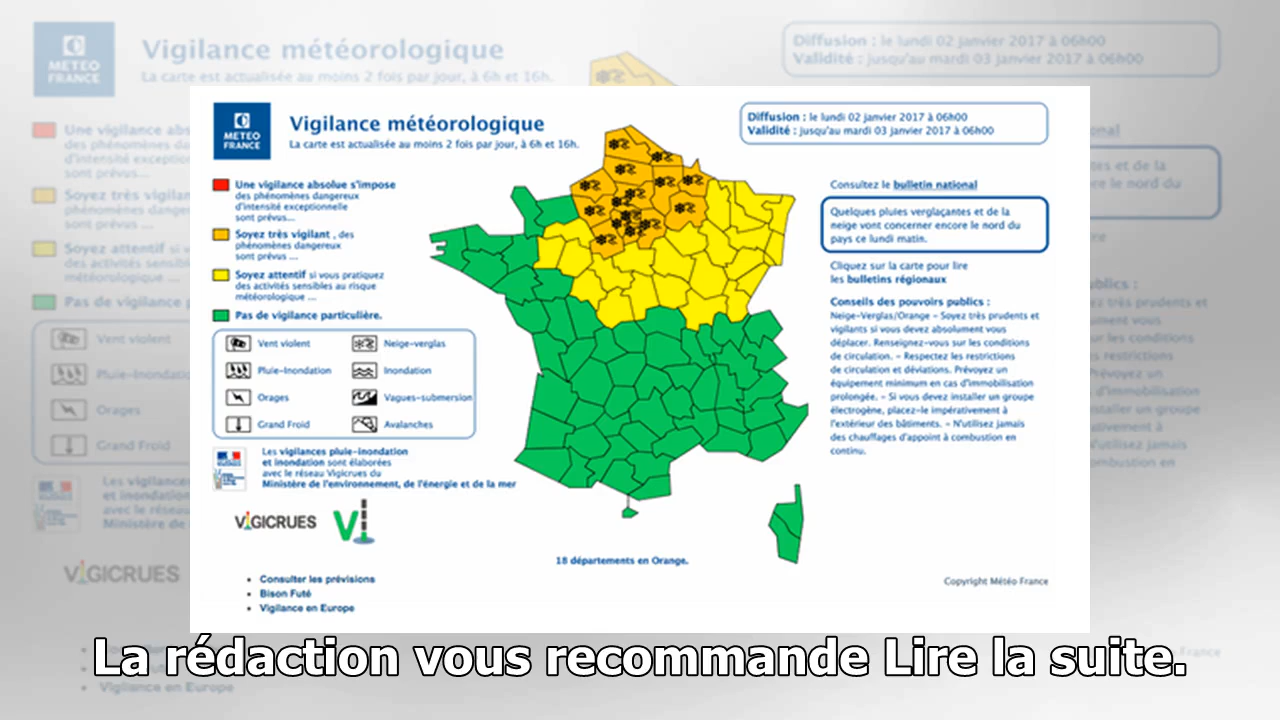 METEO
FRANCE
Vigilance météorologique
La carte est actualisée au moins 2 fois par jour, à 6h et 16h.
Diffusion : le lundi 02 janvier 2017 à 06h00
Validité : jusqu'au mardi 03 janvier 2017 à 06h00
Une vigilance absolue s'impose
des phénomènes dangereux
d'intensité exceptionnelle
sont prévus...
Soyez très vigilant , des
phénomènes dangereux
sont prévus ...
Soyez attentif si vous pratiquez
des activités sensibles au risque
météorologique ...
Pas de vigilance particulière.
Vent violent
Neige-verglas
Pluie-Inondation
Inondation
Orages
Vagues-submersion
Grand Froid
Avalanches
Les vigilances pluie-inondation
et inondation sont élaborées
avec le réseau Vigicrues du
Ministère de l'environnement, de l'énergie et de la mer
VIGICRUES
Consulter les prévisions
Bison Futé
Vigilance en Europe
18 départements en Orange.
Consultez le bulletin national
Quelques pluies verglaçantes et de la
neige vont concerner encore le nord du
pays ce lundi matin.
Cliquez sur la carte pour lire
les bulletins régionaux
Conseils des pouvoirs publics :
Neige-Verglas/Orange – Soyez très prudents et
vigilants si vous devez absolument vous
déplacer. Renseignez-vous sur les conditions
de circulation. – Respectez les restrictions
de circulation et déviations. Prévoyez un
équipement minimum en cas d'immobilisation
prolongée. – Si vous devez installer un groupe
électrogène, placez-le impérativement à
l'extérieur des bâtiments. – N'utilisez jamais
des chauffages d'appoint à combustion en
continu.
Copyright Météo France
La rédaction vous recommande Lire la suite.